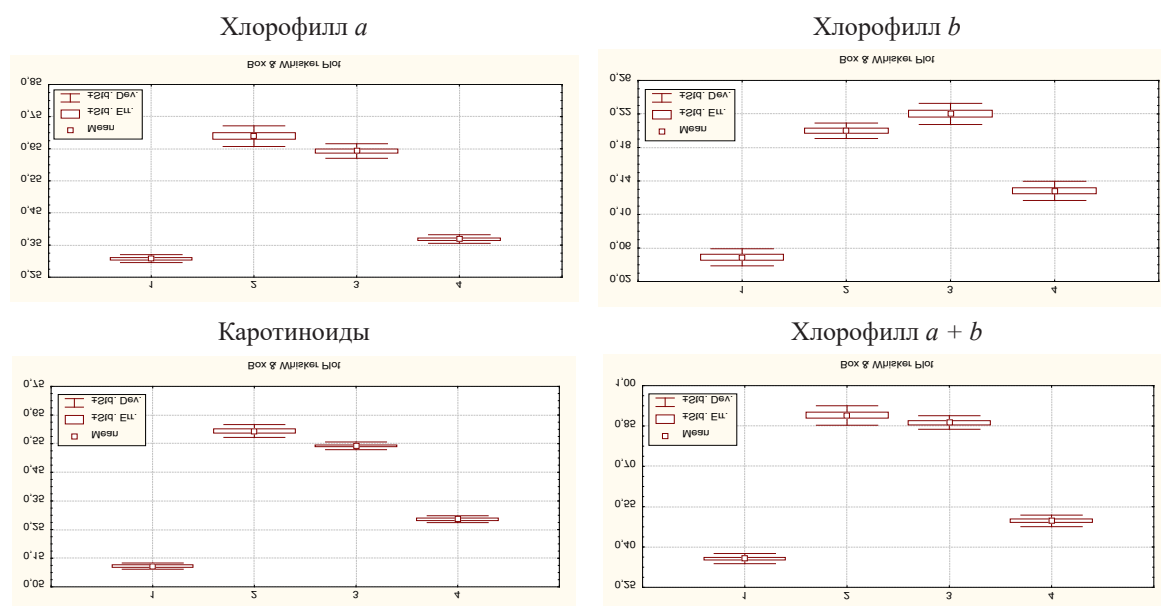 Хлорофилл a
Box & Whisker Plot
0,85
0,75
0,65
0,55
0,45
0,35
0,25
±Std. Dev.
±Std. Err.
Mean
1 2 3 4
Хлорофилл b
Box & Whisker Plot
0,26
0,22
0,18
0,14
0,10
0,06
0,02
±Std. Dev.
±Std. Err.
Mean
1 2 3 4
Каротиноиды
Box & Whisker Plot
0,75
0,65
0,55
0,45
0,35
0,25
0,15
0,05
±Std. Dev.
±Std. Err.
Mean
1 2 3 4
Хлорофилл a + b
Box & Whisker Plot
1,00
0,85
0,70
0,55
0,40
0,25
±Std. Dev.
±Std. Err.
Mean
1 2 3 4